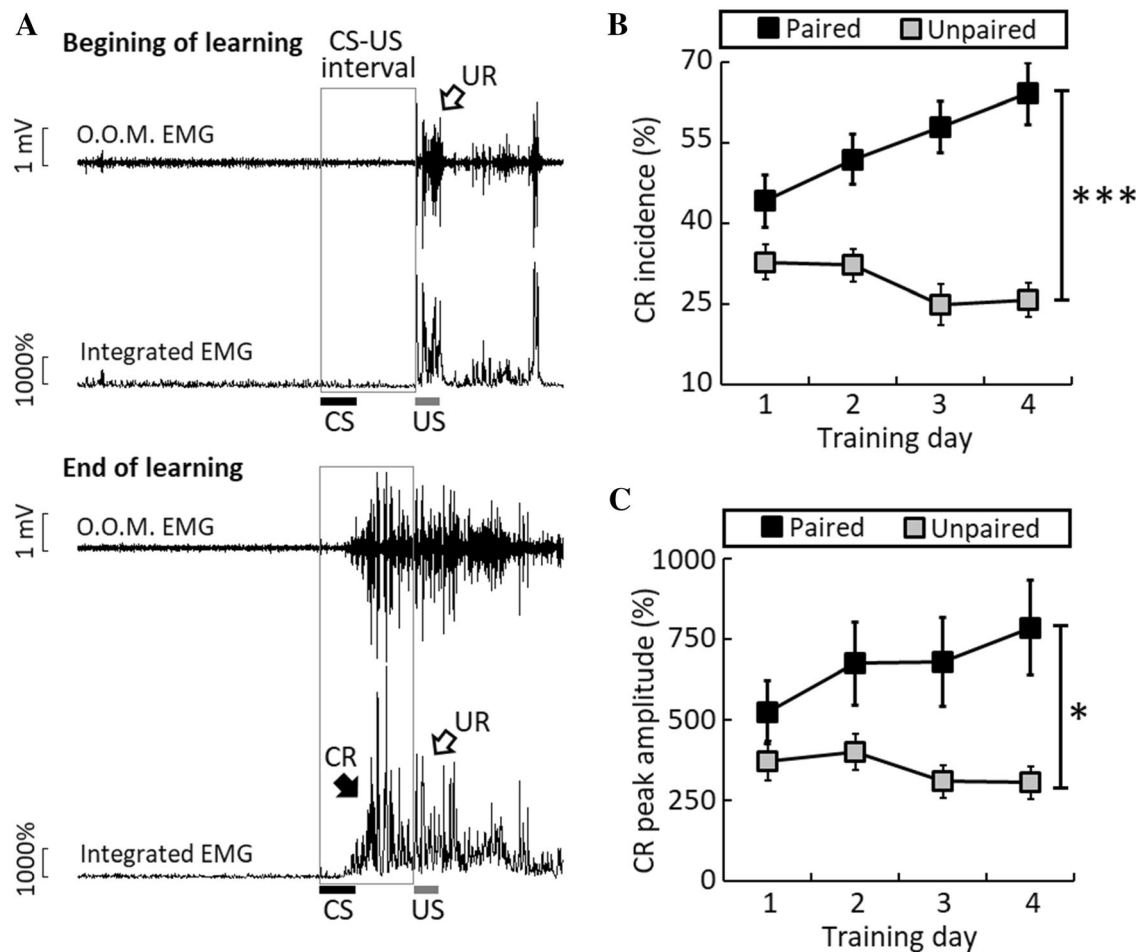 A
Begining of learning
CS-US
interval
UR
O.O.M. EMG
1 mV
Integrated EMG
1000%
CS
US
End of learning
O.O.M. EMG
1 mV
CR
UR
Integrated EMG
1000%
CS
US
B
Paired Unpaired
70
55
40
25
10
CR incidence (%)
***
1 2 3 4
Training day
C
Paired Unpaired
1000
750
500
250
0
CR peak amplitude (%)
*
1 2 3 4
Training day